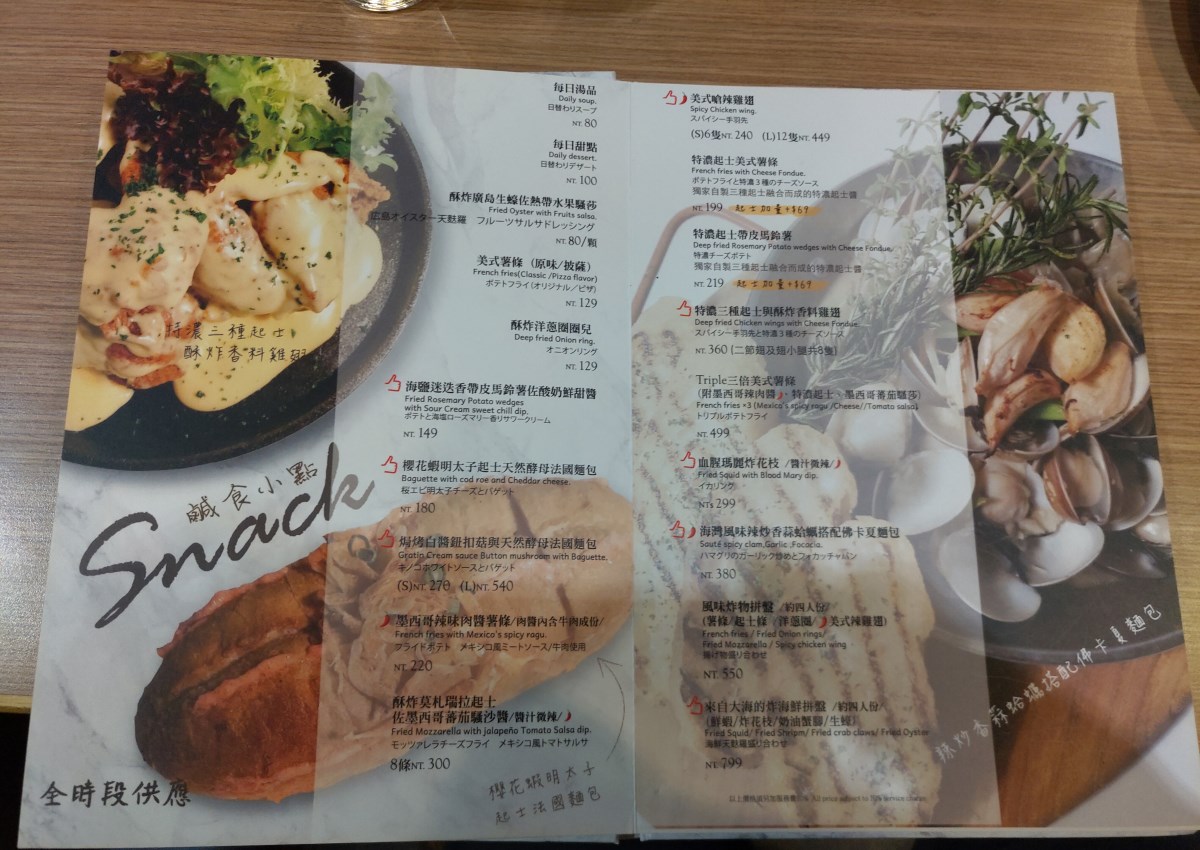 特濃三種起士
酥炸香料雞翅
鹹食小點
Snack
全時段供應
每日湯品
Daily soup.
日替わりスープ
NT. 80
每日甜點
Daily dessert.
日替わりデザート
NT. 100
酥炸廣島生蠔佐熱帶水果騷莎
Fried Oyster with Fruits salsa.
広島オイスター天麩羅 フルーツサルサドレッシング
NT. 80/顆
美式薯條（原味/披薩）
French fries(Classic /Pizza flavor)
ポテトフライ(オリジナル／ピザ)
NT. 129
酥炸洋蔥圈圈兒
Deep fried Onion ring.
オニオンリング
NT. 129
海鹽迷迭香帶皮馬鈴薯佐酸奶鮮甜醬
Fried Rosemary Potato wedges
with Sour Cream sweet chill dip.
ポテトと海塩ローズマリー香りサワークリーム
NT. 149
櫻花蝦明太子起士天然酵母法國麵包
Baguette with cod roe and Cheddar cheese.
桜エビ明太子チーズとバゲット
NT. 180
焗烤白醬鈕扣菇與天然酵母法國麵包
Gratin Cream sauce Button mushroom with Baguette.
キノコホワイトソースとバゲット
(S)NT. 270 (L)NT. 540
墨西哥辣味肉醬薯條/肉醬內含牛肉成份/
French fries with Mexico's spicy ragu.
フライドポテト メキシコ風ミートソース/牛肉使用
NT. 220
酥炸莫札瑞拉起士
佐墨西哥蕃茄騷沙醬/醬汁微辣/
Fried Mozzarella with jalapeño Tomato Salsa dip.
モッツァレラチーズフライ メキシコ風トマトサルサ
8條NT. 300
櫻花蝦明太子
起士法國麵包
美式嗆辣雞翅
Spicy Chicken wing.
スパイシー手羽先
(S)6隻NT. 240 (L)12隻NT. 449
特濃起士美式薯條
French fries with Cheese Fondue.
ポテトフライと特濃３種のチーズソース
獨家自製三種起士融合而成的特濃起士醬
NT. 199 起士加量+$69
特濃起士帶皮馬鈴薯
Deep fried Rosemary Potato wedges with Cheese Fondue.
特濃チーズポテト
獨家自製三種起士融合而成的特濃起士醬
NT. 219 起士加量+$69
特濃三種起士與酥炸香料雞翅
Deep fried Chicken wings with Cheese Fondue.
スパイシー手羽先と特濃３種のチーズソース
NT. 360 (二節翅及翅小腿共8隻)
Triple三倍美式薯條
(附墨西哥辣肉醬、特濃起士、墨西哥蕃茄騷莎)
French fries ×3 (Mexico's spicy ragu /Cheese//Tomato salsa)
トリプルポテトフライ
NT. 499
血腥瑪麗炸花枝 /醬汁微辣/
Fried Squid with Blood Mary dip.
イカリング
NTs 299
海灣風味辣炒香蒜蛤蠣搭配佛卡夏麵包
Sauté spicy clam,Garlic ,Fococia.
ハマグリのガーリック炒めとフォカッチャパン
NT. 380
風味炸物拼盤 /約四人份/
(薯條/起士條／洋蔥圈/美式辣雞翅)
French fries / Fried Onion rings/
Fried Mozzarella / Spicy chicken wing
揚げ物盛り合わせ
NT. 550
來自大海的炸海鮮拼盤 /約四人份/
(鮮蝦/炸花枝/奶油蟹腳/生蠔)
Fried Squid/ Fried Shripm/ Fried crab claws/ Fried Oyster
海鮮天麩羅盛り合わせ
NT. 799
辣炒香蒜蛤蠣搭配佛卡夏麵包